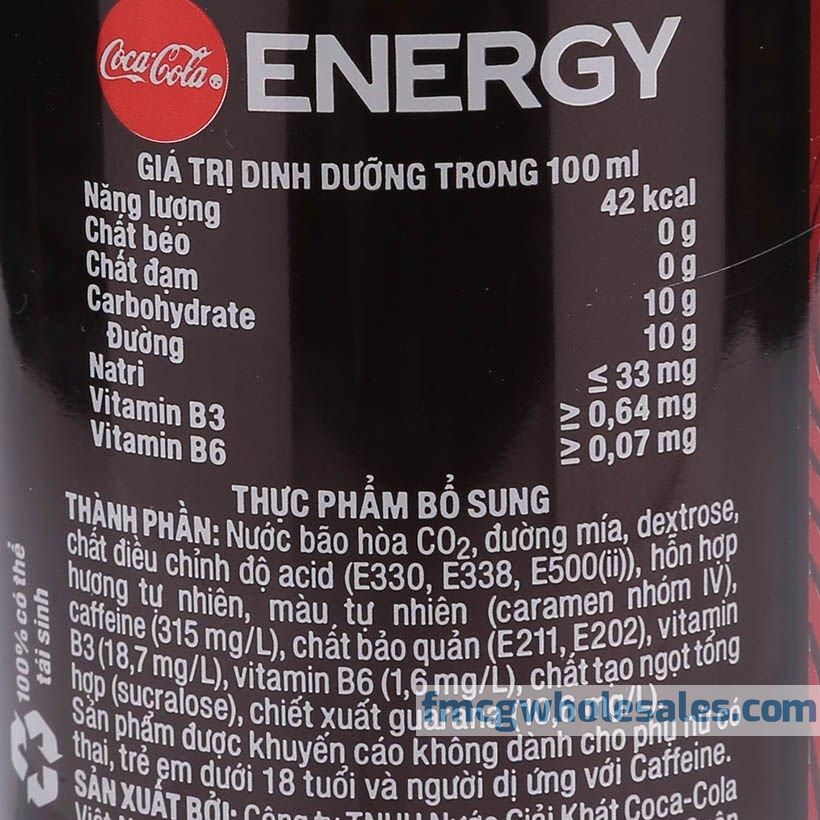 Coca-Cola ENERGY
GIÁ TRỊ DINH DƯỠNG TRONG 100 ml
Năng lượng 42 kcal
Chất béo 0 g
Chất đạm 0 g
Carbohydrate 10 g
Đường 10 g
Natri ≤ 33 mg
Vitamin B3 ≥ 0,64 mg
Vitamin B6 ≥ 0,07 mg
THỰC PHẨM BỔ SUNG
THÀNH PHẦN: Nước bão hòa CO₂, đường mía, dextrose,
chất điều chỉnh độ acid (E330, E338, E500(ii)), hỗn hợp
hương tự nhiên, màu tự nhiên (caramen nhóm IV),
caffeine (315 mg/L), chất bảo quản (E211, E202), vitamin
B3 (18,7 mg/L), vitamin B6 (1,6 mg/L), chất tạo ngọt tổng
hợp (sucralose), chiết xuất guarana mg/L).
fmcgwholesales.com
Sản phẩm được khuyến cáo không dành cho phụ nữ có
thai, trẻ em dưới 18 tuổi và người dị ứng với Caffeine.
SẢN XUẤT BỞI: Công ty TNHH Nước Giải Khát Coca-Cola
Việt
100% có thể
tái sinh